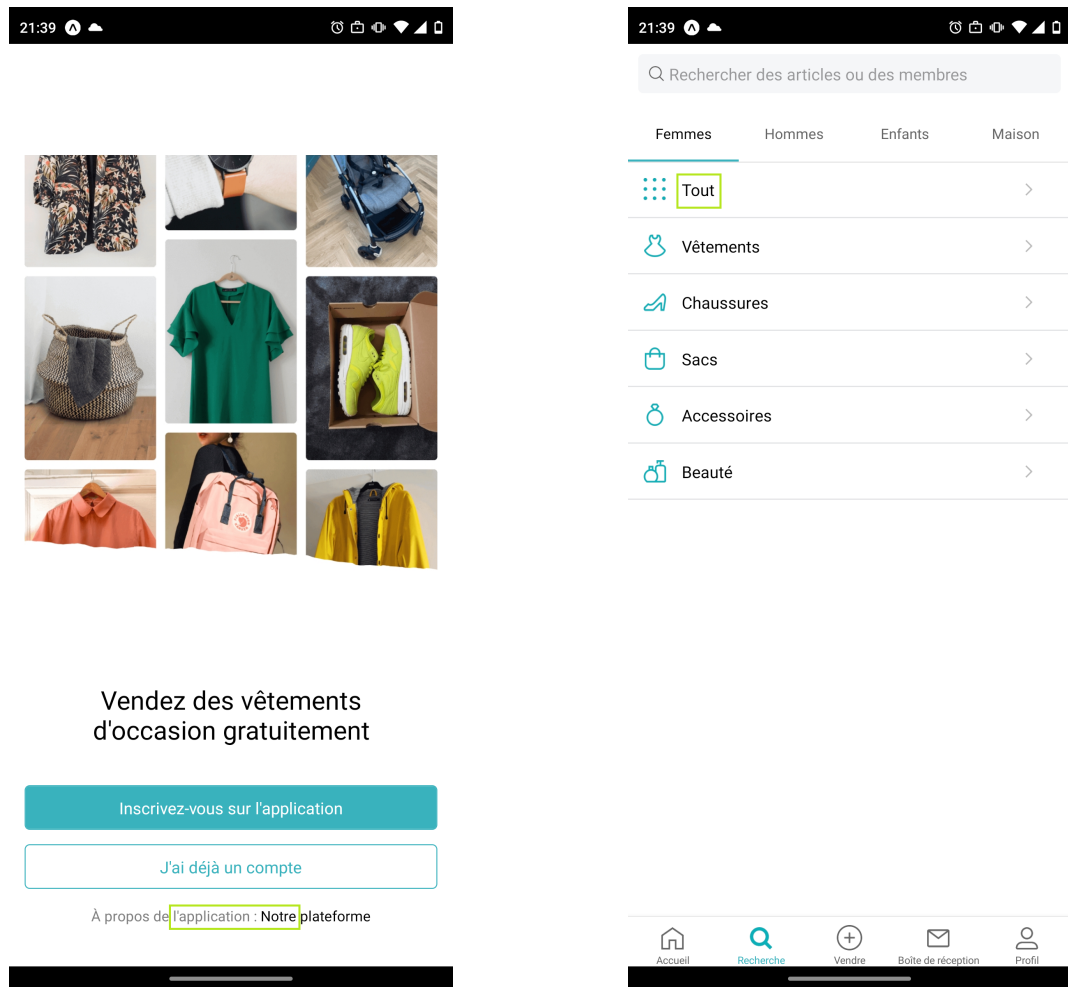 21:39
Vendez des vêtements
d'occasion gratuitement
Inscrivez-vous sur l'application
J'ai déjà un compte
À propos de l'application : Notre plateforme
21:39
Rechercher des articles ou des membres
Femmes Hommes Enfants Maison
Tout
Vêtements
Chaussures
Sacs
Accessoires
Beauté
Accueil Recherche Vendre Boîte de réception Profil